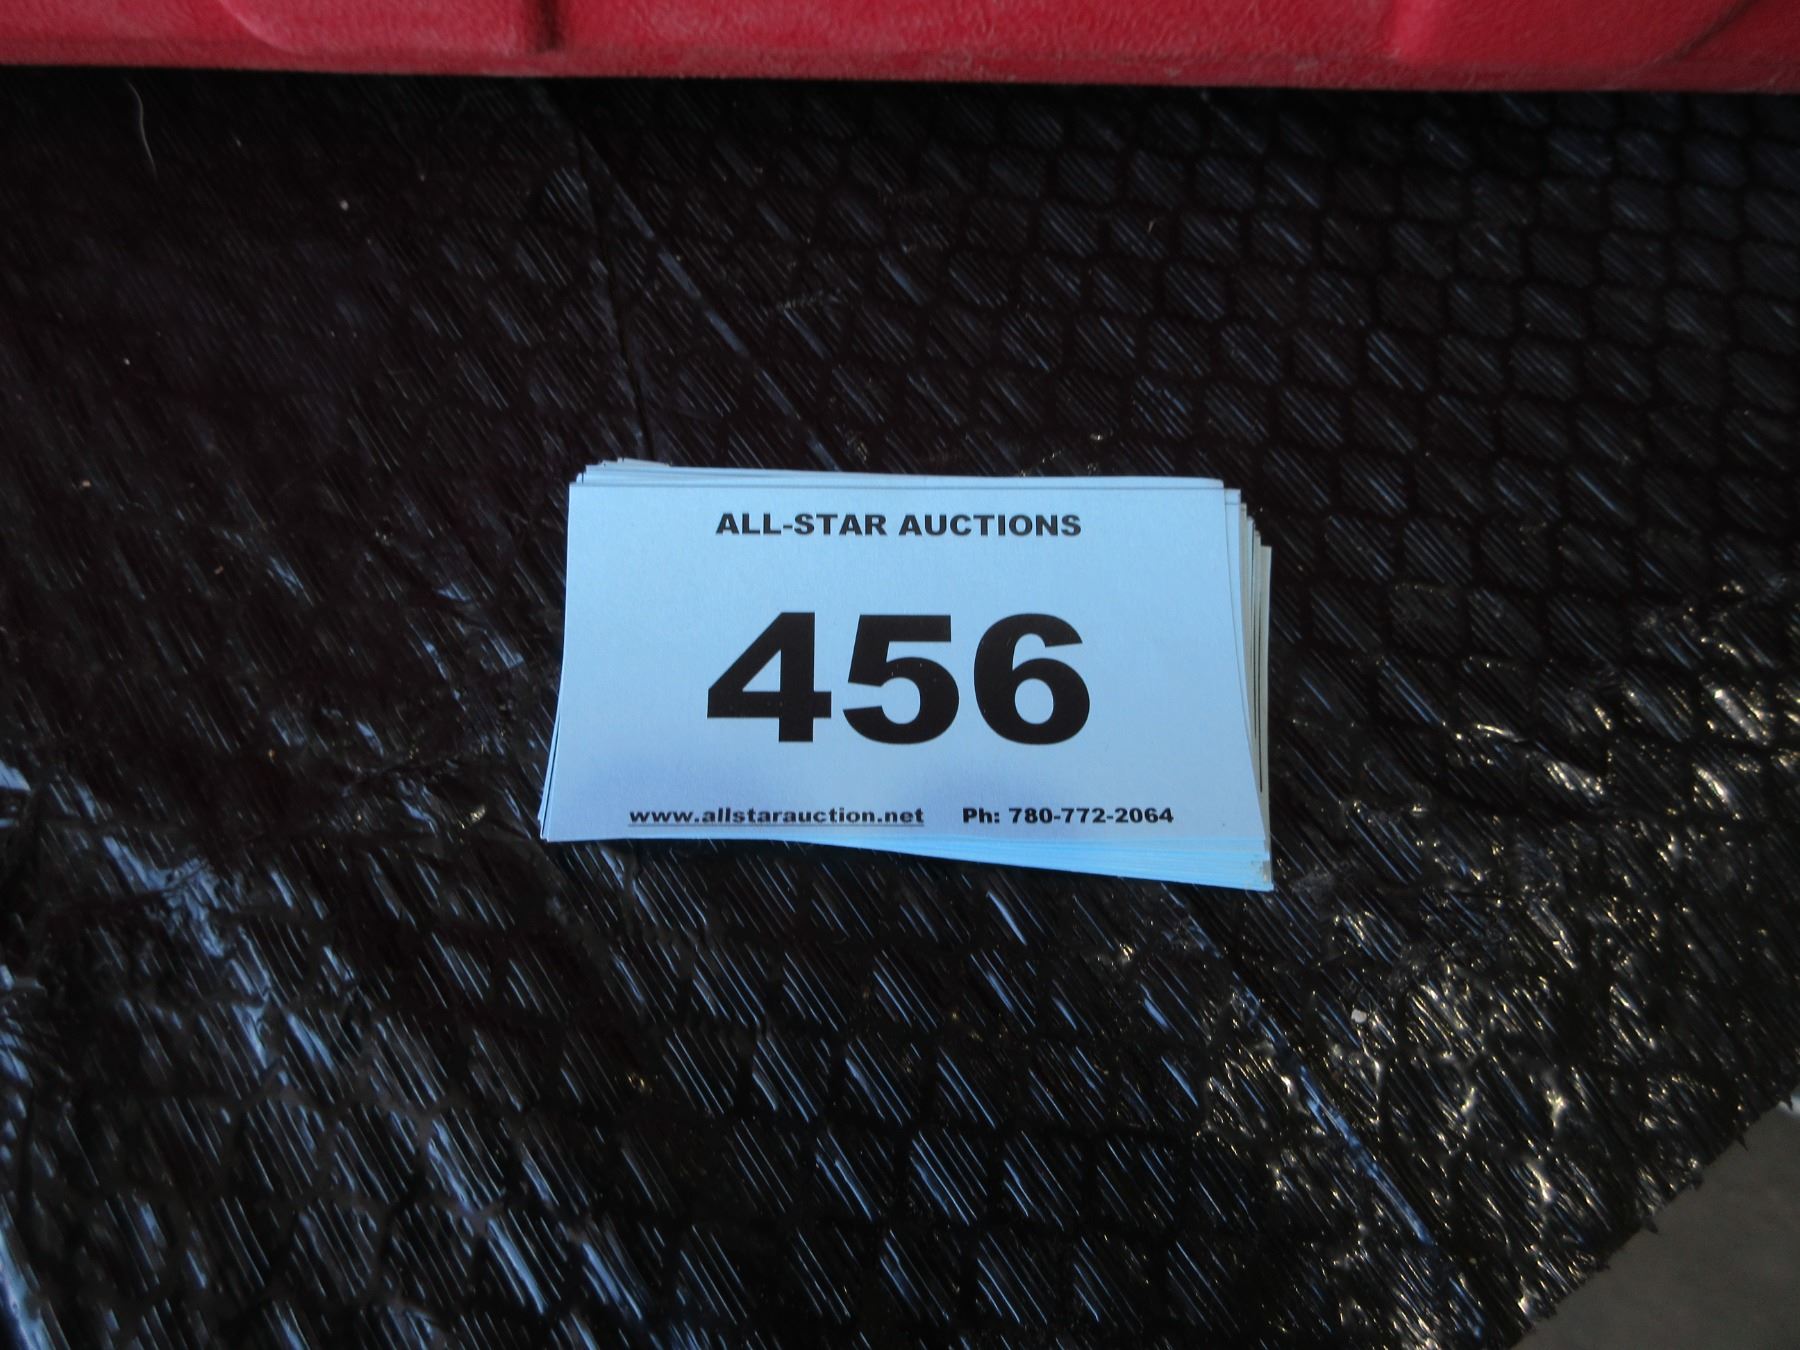 ALL-STAR AUCTIONS
456
www.allstarauction.net Ph: 780-772-2064